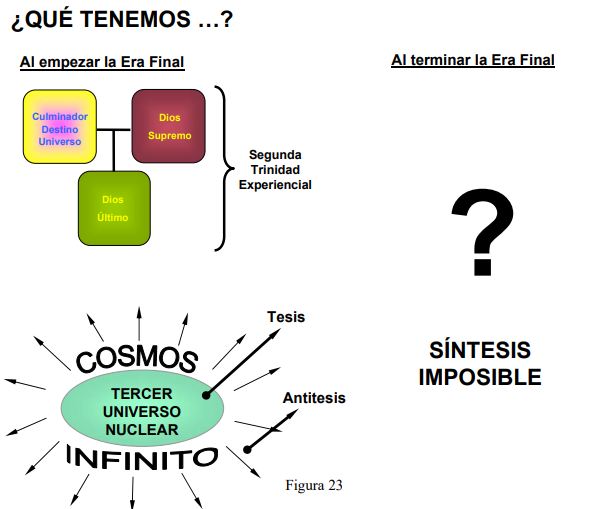 ¿QUÉ TENEMOS …?
Al empezar la Era Final
Al terminar la Era Final
Culminador
Destino
Universo
Dios
Supremo
Dios
Último
Segunda
Trinidad
Experiencial
?
SÍNTESIS
IMPOSIBLE
Tesis
Antitesis
COSMOS
TERCER
UNIVERSO
NUCLEAR
INFINITO
Figura 23